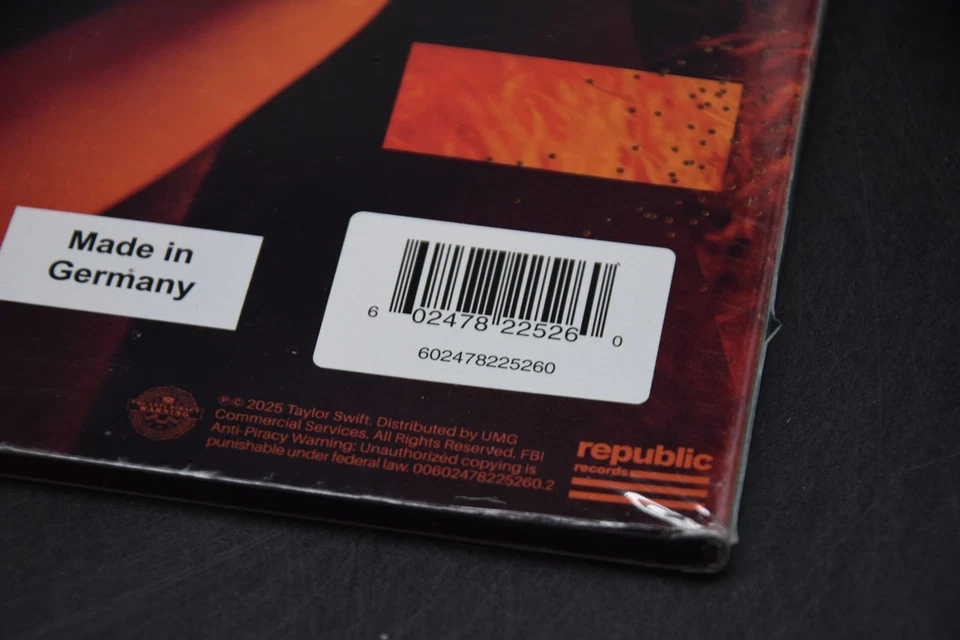 Made in
Germany
6 02478 22526 0
602478225260
℗© 2025 Taylor Swift. Distributed by UMG
Commercial Services. All Rights Reserved. FBI
Anti-Piracy Warning: Unauthorized copying is
punishable under federal law. 00602478225260.2
republic
records